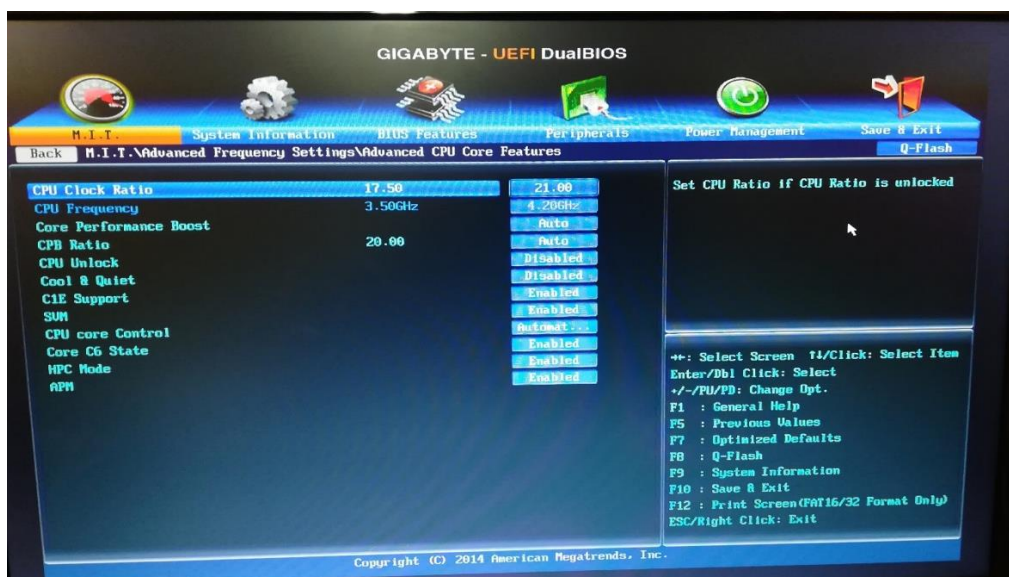 GIGABYTE - UEFI DualBIOS
M.I.T. System Information BIOS Features Peripherals Power Management Save & Exit
Back M.I.T.\Advanced Frequency Settings\Advanced CPU Core Features Q-Flash
CPU Clock Ratio 17.50 21.00
CPU Frequency 3.50GHz 4.20GHz
Core Performance Boost Auto
CPB Ratio 20.00 Auto
CPU Unlock Disabled
Cool & Quiet Disabled
C1E Support Enabled
SVM Enabled
CPU core Control Automat...
Core C6 State Enabled
HPC Mode Enabled
APM Enabled
Set CPU Ratio if CPU Ratio is unlocked
→←: Select Screen ↑↓/Click: Select Item
Enter/Dbl Click: Select
+/-/PU/PD: Change Opt.
F1 : General Help
F5 : Previous Values
F7 : Optimized Defaults
F8 : Q-Flash
F9 : System Information
F10 : Save & Exit
F12 : Print Screen(FAT16/32 Format Only)
ESC/Right Click: Exit
Copyright (C) 2014 American Megatrends, Inc.